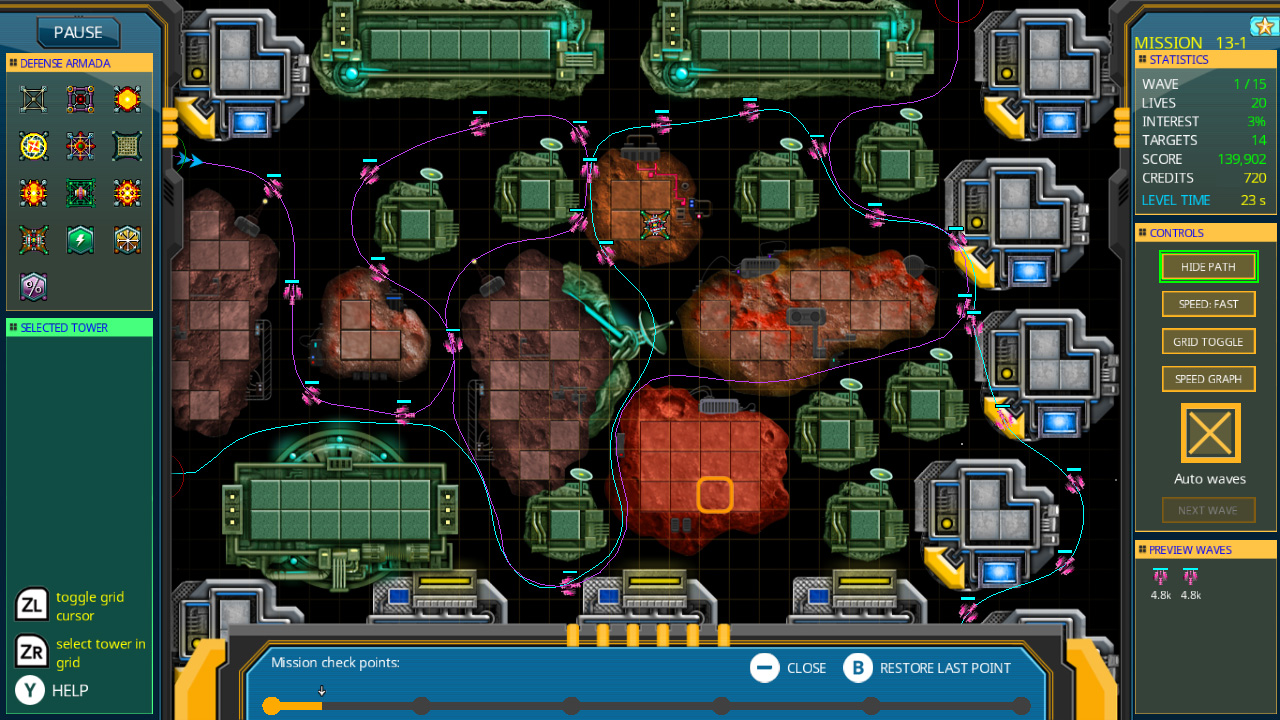 PAUSE
DEFENSE ARMADA
SELECTED TOWER
ZL toggle grid
cursor
ZR select tower in
grid
Y HELP
MISSION 13-1
STATISTICS
WAVE 1 / 15
LIVES 20
INTEREST 3%
TARGETS 14
SCORE 139,902
CREDITS 720
LEVEL TIME 23 s
CONTROLS
HIDE PATH
SPEED: FAST
GRID TOGGLE
SPEED GRAPH
Auto waves
NEXT WAVE
PREVIEW WAVES
4.8k 4.8k
Mission check points:
CLOSE
B RESTORE LAST POINT